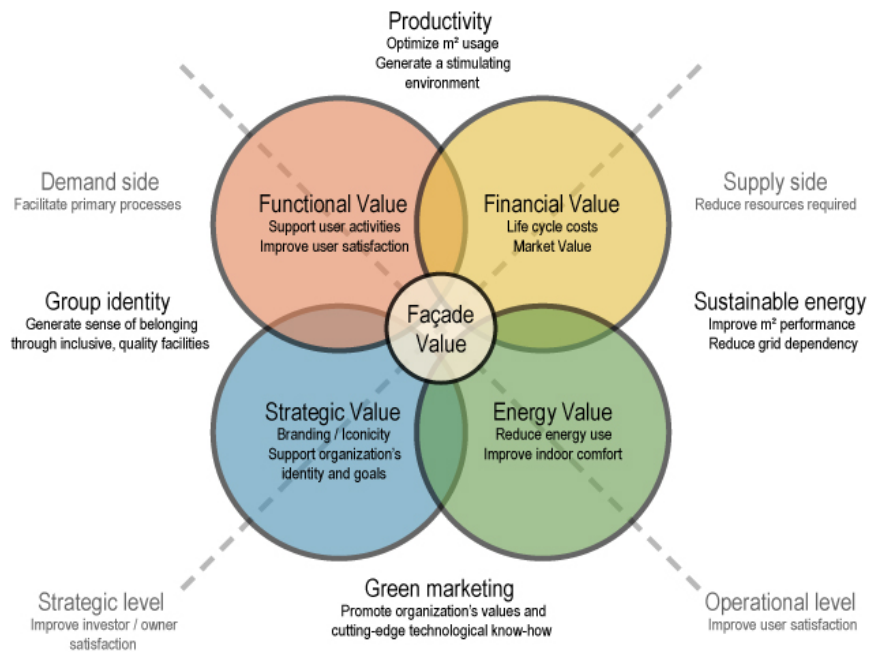 Productivity
Optimize m² usage
Generate a stimulating
environment
Demand side
Facilitate primary processes
Supply side
Reduce resources required
Functional Value
Support user activities
Improve user satisfaction
Financial Value
Life cycle costs
Market Value
Group identity
Generate sense of belonging
through inclusive, quality facilities
Façade
Value
Sustainable energy
Improve m² performance
Reduce grid dependency
Strategic Value
Branding / Iconicity
Support organization's
identity and goals
Energy Value
Reduce energy use
Improve indoor comfort
Strategic level
Improve investor / owner
satisfaction
Green marketing
Promote organization's values and
cutting-edge technological know-how
Operational level
Improve user satisfaction